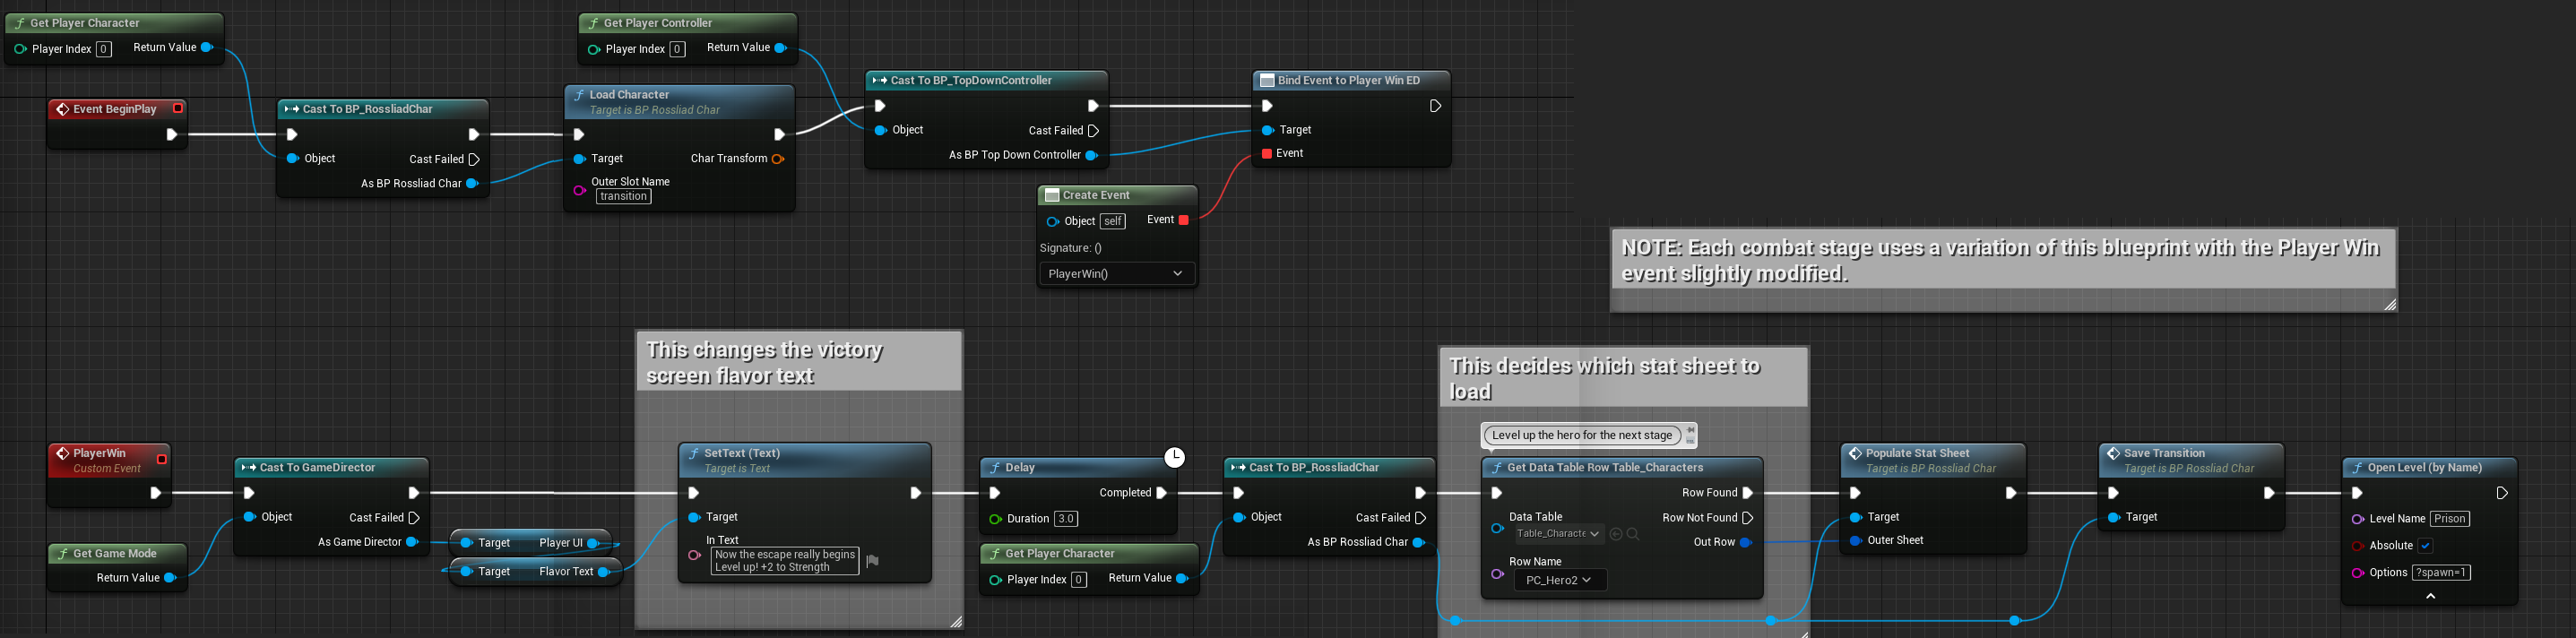 Get Player Character
Player Index 0 Return Value
Get Player Controller
Player Index 0 Return Value
Event BeginPlay
Cast To BP_RossliadChar
Object
Cast Failed
As BP Rossliad Char
Load Character
Target is BP Rossliad Char
Target
Char Transform
Outer Slot Name
transition
Cast To BP_TopDownController
Object
Cast Failed
As BP Top Down Controller
Bind Event to Player Win ED
Target
Event
Create Event
Object self Event
Signature: ()
PlayerWin()
NOTE: Each combat stage uses a variation of this blueprint with the Player Win
event slightly modified.
PlayerWin
Custom Event
Get Game Mode
Return Value
Cast To GameDirector
Object
Cast Failed
As Game Director
Target Player UI
Target Flavor Text
This changes the victory
screen flavor text
SetText (Text)
Target is Text
Target
In Text
Now the escape really begins
Level up! +2 to Strength
Delay
Completed
Duration 3.0
Get Player Character
Player Index 0 Return Value
Cast To BP_RossliadChar
Object
Cast Failed
As BP Rossliad Char
This decides which stat sheet to
load
Level up the hero for the next stage
Get Data Table Row Table_Characters
Row Found
Data Table
Row Not Found
Table_Characte
Out Row
Row Name
PC_Hero2
Populate Stat Sheet
Target is BP Rossliad Char
Target
Outer Sheet
Save Transition
Target is BP Rossliad Char
Target
Open Level (by Name)
Level Name Prison
Absolute
Options ?spawn=1